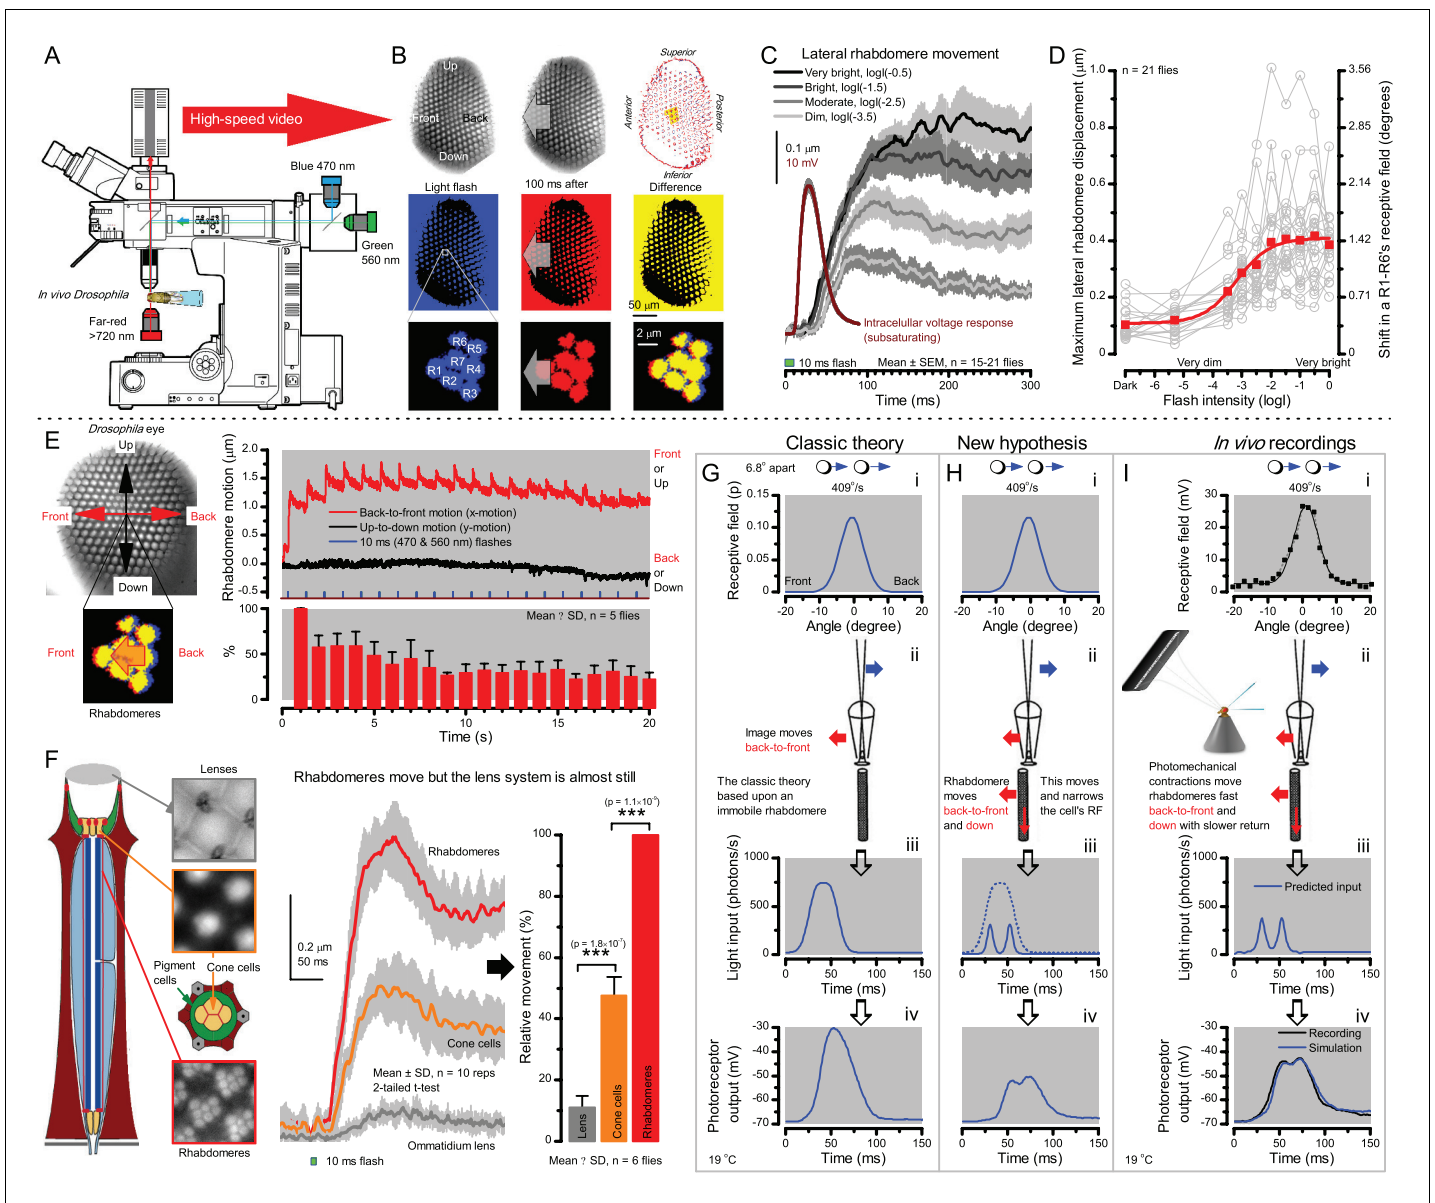 A
High-speed video
Blue 470 nm
Green
560 nm
In vivo Drosophila
Far-red
>720 nm
B
Up
Front
Back
Down
Superior
Anterior
Posterior
Inferior
Light flash
100 ms after
Difference
50 μm
2 μm
R6
R5
R7
R1
R4
R2
R3
C
Lateral rhabdomere movement
Very bright, logI(-0.5)
Bright, logI(-1.5)
Moderate, logI(-2.5)
Dim, logI(-3.5)
0.1 μm
10 mV
Intracelullar voltage response
(subsaturating)
10 ms flash
Mean ± SEM, n = 15-21 flies
0 100 200 300
Time (ms)
D
n = 21 flies
Maximum lateral rhabdomere displacement (μm)
1.0
0.8
0.6
0.4
0.2
0
Shift in a R1-R6's receptive field (degrees)
3.56
2.85
2.14
1.42
0.71
0
Very dim
Very bright
Dark -6 -5 -4 -3 -2 -1 0
Flash intensity (logI)
E
Drosophila eye
Up
Front
Back
Down
Front
Back
Rhabdomeres
Rhabdomere motion (μm)
2.0
1.5
1.0
0.5
0.0
-0.5
Back-to-front motion (x-motion)
Up-to-down motion (y-motion)
10 ms (470 & 560 nm) flashes
Front
or
Up
Back
or
Down
%
100
50
0
Mean ? SD, n = 5 flies
0 5 10 15 20
Time (s)
F
Lenses
Pigment
cells
Cone cells
Rhabdomeres
Rhabdomeres move but the lens system is almost still
Rhabdomeres
0.2 μm
50 ms
Cone cells
Mean ± SD, n = 10 reps
2-tailed t-test
Ommatidium lens
10 ms flash
(p = 1.1×10⁻⁹)
***
(p = 1.8×10⁻⁷)
***
Relative movement (%)
100
80
60
40
20
0
Lens
Cone cells
Rhabdomeres
Mean ? SD, n = 6 flies
Classic theory
G
6.8° apart
i
409°/s
Receptive field (p)
0.15
0.10
0.05
0
Front
Back
-20 -10 0 10 20
Angle (degree)
ii
Image moves
back-to-front
The classic theory
based upon an
immobile rhabdomere
iii
Light input (photons/s)
1000
500
0
0 50 100 150
Time (ms)
iv
Photoreceptor
output (mV)
-30
-40
-50
-60
-70
0 50 100 150
Time (ms)
19 °C
New hypothesis
H
i
409°/s
-20 -10 0 10 20
Angle (degree)
ii
Rhabdomere
moves
back-to-front
and down
This moves
and narrows
the cell's RF
iii
0 50 100 150
Time (ms)
iv
0 50 100 150
Time (ms)
In vivo recordings
I
i
409°/s
Receptive field (mV)
30
20
10
0
-20 -10 0 10 20
Angle (degree)
ii
Photomechanical
contractions move
rhabdomeres fast
back-to-front and
down with slower return
iii
Light input (photons/s)
1000
500
0
Predicted input
0 50 100 150
Time (ms)
iv
Photoreceptor
output (mV)
-30
-40
-50
-60
-70
Recording
Simulation
0 50 100 150
Time (ms)
19 °C